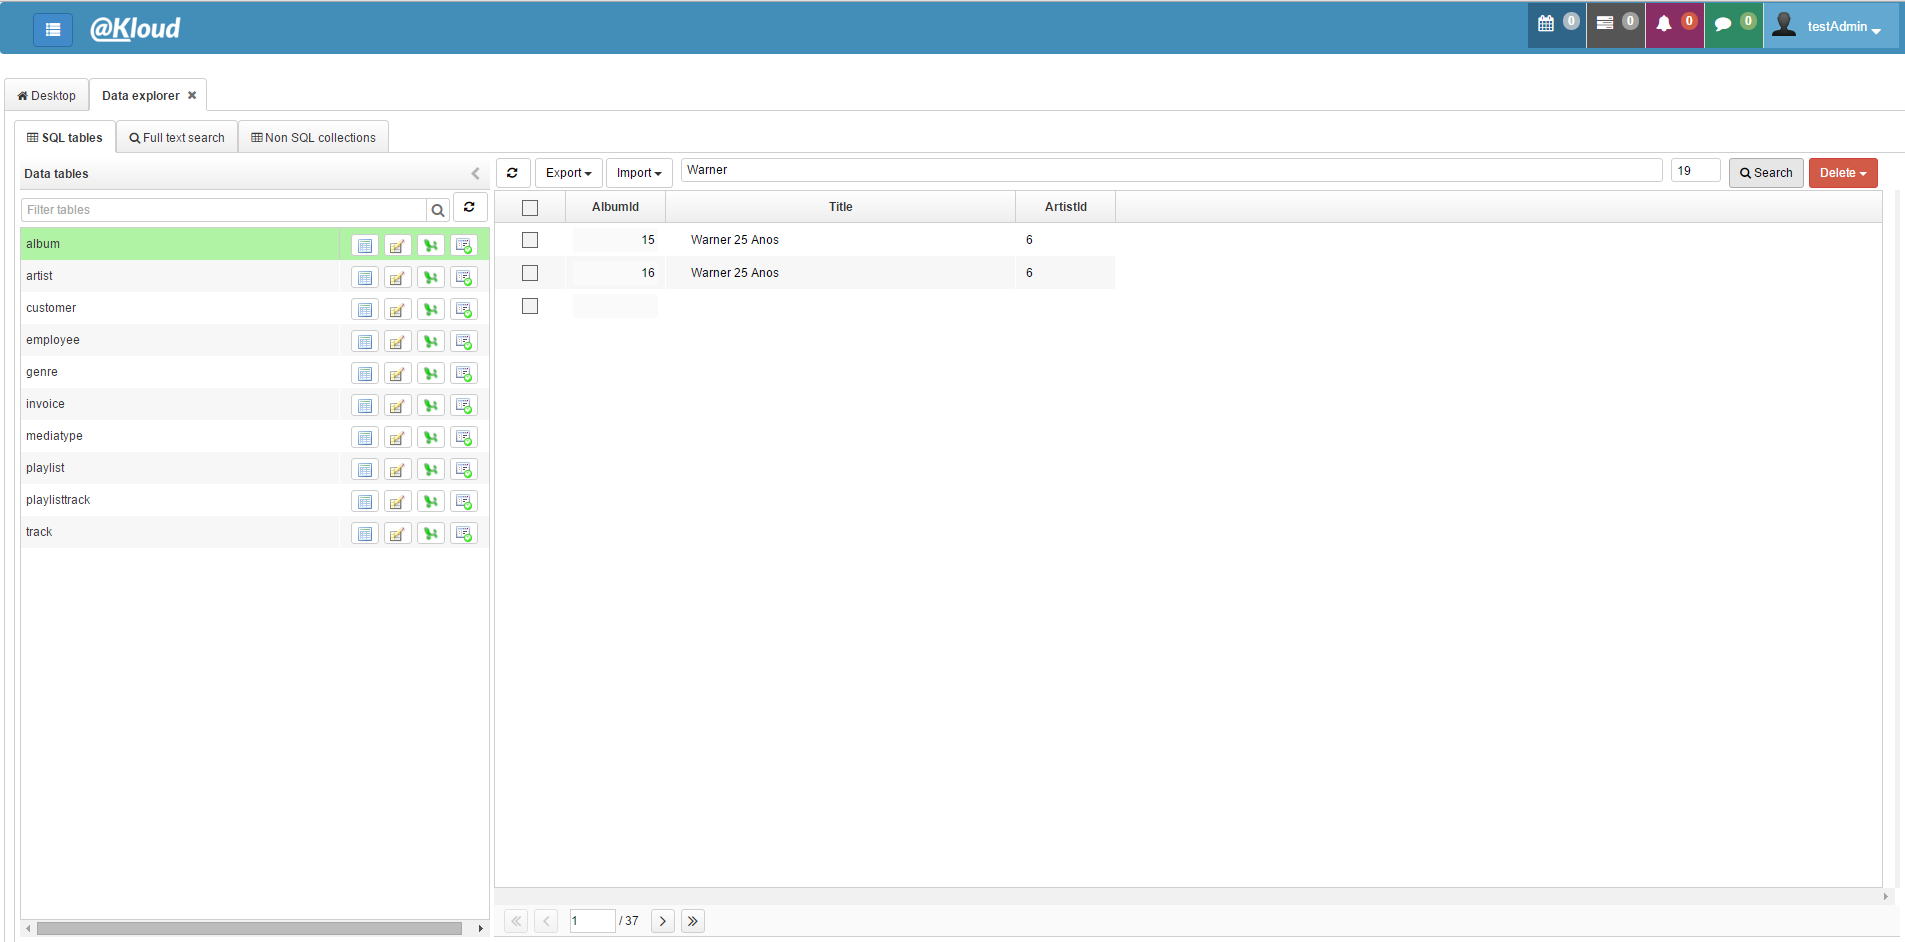 @Kloud 0 0 0 0 testAdmin
Desktop Data explorer
SQL tables Full text search Non SQL collections
Data tables Export Import Warner 19 Search Delete
Filter tables AlbumId Title ArtistId
album 15 Warner 25 Anos 6
artist 16 Warner 25 Anos 6
customer
employee
genre
invoice
mediatype
playlist
playlisttrack
track
1 / 37